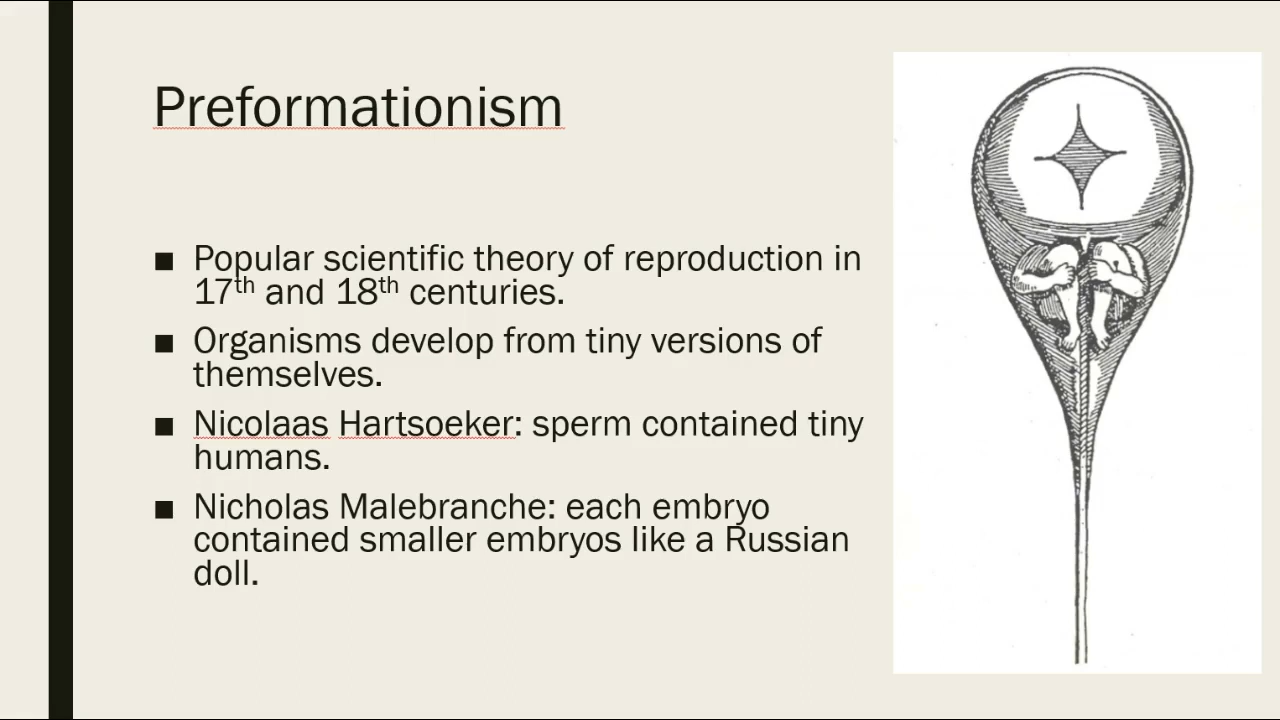 Preformationism
■ Popular scientific theory of reproduction in
17th and 18th centuries.
■ Organisms develop from tiny versions of
themselves.
■ Nicolaas Hartsoeker: sperm contained tiny
humans.
■ Nicholas Malebranche: each embryo
contained smaller embryos like a Russian
doll.